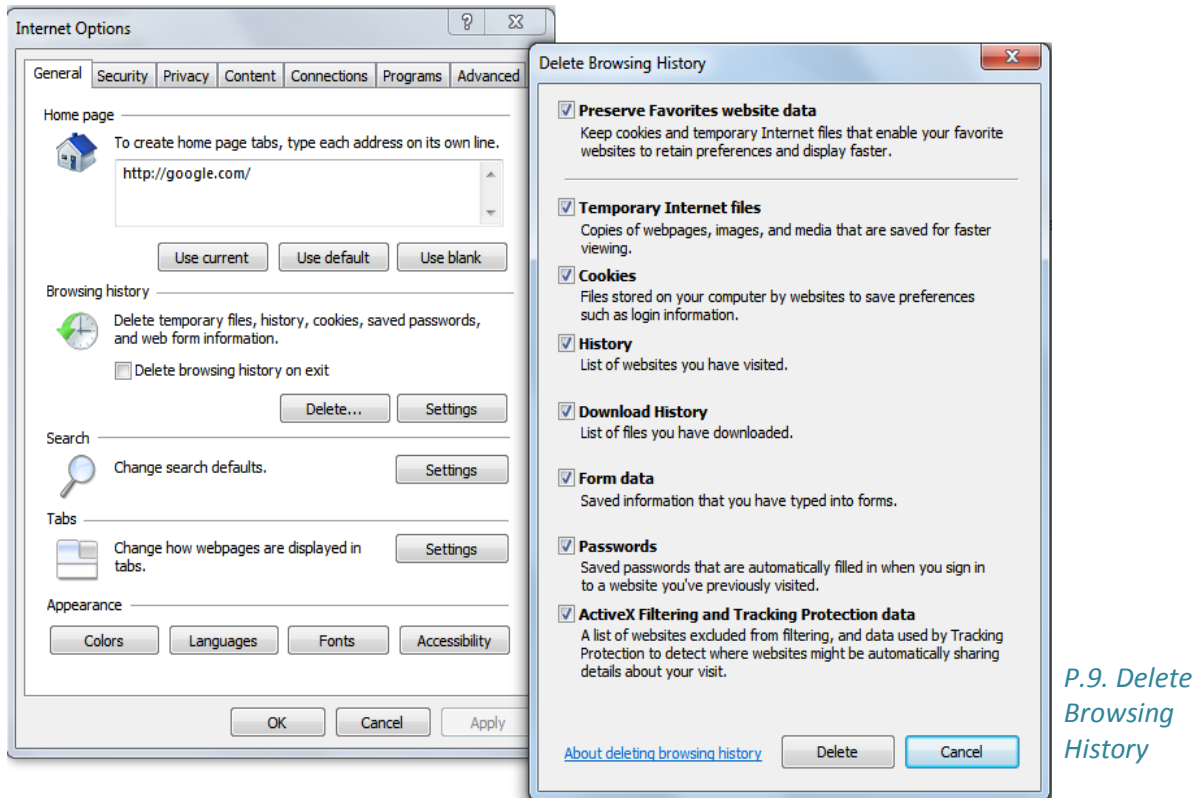 Internet Options
General Security Privacy Content Connections Programs Advanced
Home page
To create home page tabs, type each address on its own line.
http://google.com/
Use current Use default Use blank
Browsing history
Delete temporary files, history, cookies, saved passwords,
and web form information.
Delete browsing history on exit
Delete... Settings
Search
Change search defaults.
Settings
Tabs
Change how webpages are displayed in
tabs.
Settings
Appearance
Colors Languages Fonts Accessibility
OK Cancel Apply
Delete Browsing History
Preserve Favorites website data
Keep cookies and temporary Internet files that enable your favorite
websites to retain preferences and display faster.
Temporary Internet files
Copies of webpages, images, and media that are saved for faster
viewing.
Cookies
Files stored on your computer by websites to save preferences
such as login information.
History
List of websites you have visited.
Download History
List of files you have downloaded.
Form data
Saved information that you have typed into forms.
Passwords
Saved passwords that are automatically filled in when you sign in
to a website you've previously visited.
ActiveX Filtering and Tracking Protection data
A list of websites excluded from filtering, and data used by Tracking
Protection to detect where websites might be automatically sharing
details about your visit.
About deleting browsing history Delete Cancel
P.9. Delete
Browsing
History